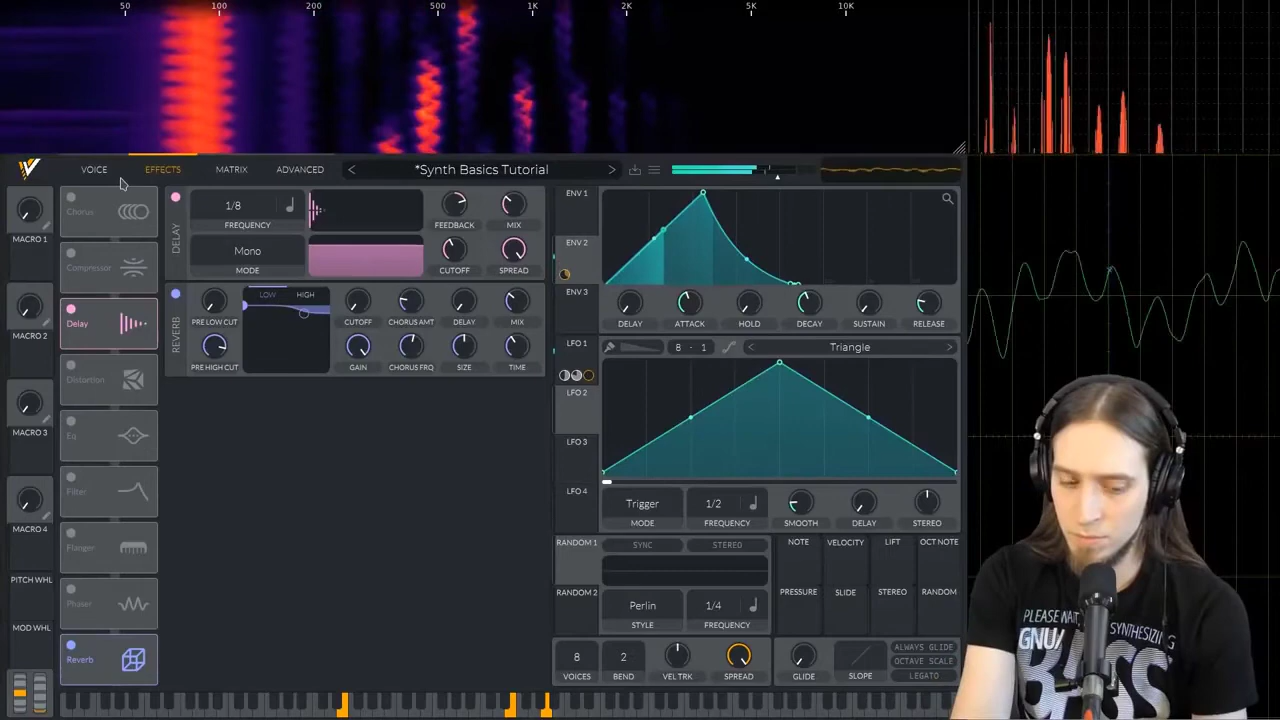 50 100 200 500 1K 2K 5K 10K
VOICE EFFECTS MATRIX ADVANCED < *Synth Basics Tutorial >
MACRO 1
MACRO 2
MACRO 3
MACRO 4
PITCH WHL
MOD WHL
Chorus
Compressor
Delay
Distortion
Eq
Filter
Flanger
Phaser
Reverb
DELAY
1/8
FREQUENCY
Mono
MODE
FEEDBACK MIX
CUTOFF SPREAD
REVERB
PRE LOW CUT
LOW HIGH
CUTOFF CHORUS AMT DELAY MIX
PRE HIGH CUT GAIN CHORUS FRQ SIZE TIME
ENV 1
ENV 2
ENV 3
DELAY ATTACK HOLD DECAY SUSTAIN RELEASE
LFO 1
LFO 2
LFO 3
LFO 4
8 - 1 < Triangle >
Trigger 1/2
MODE FREQUENCY SMOOTH DELAY STEREO
RANDOM 1
RANDOM 2
SYNC STEREO
Perlin 1/4
STYLE FREQUENCY
NOTE VELOCITY LIFT OCT NOTE
PRESSURE SLIDE STEREO RANDOM
8 2
VOICES BEND VEL TRK SPREAD GLIDE SLOPE
ALWAYS GLIDE
OCTAVE SCALE
LEGATO
PLEASE WAIT,
SYNTHESIZING
GNU/
BASS